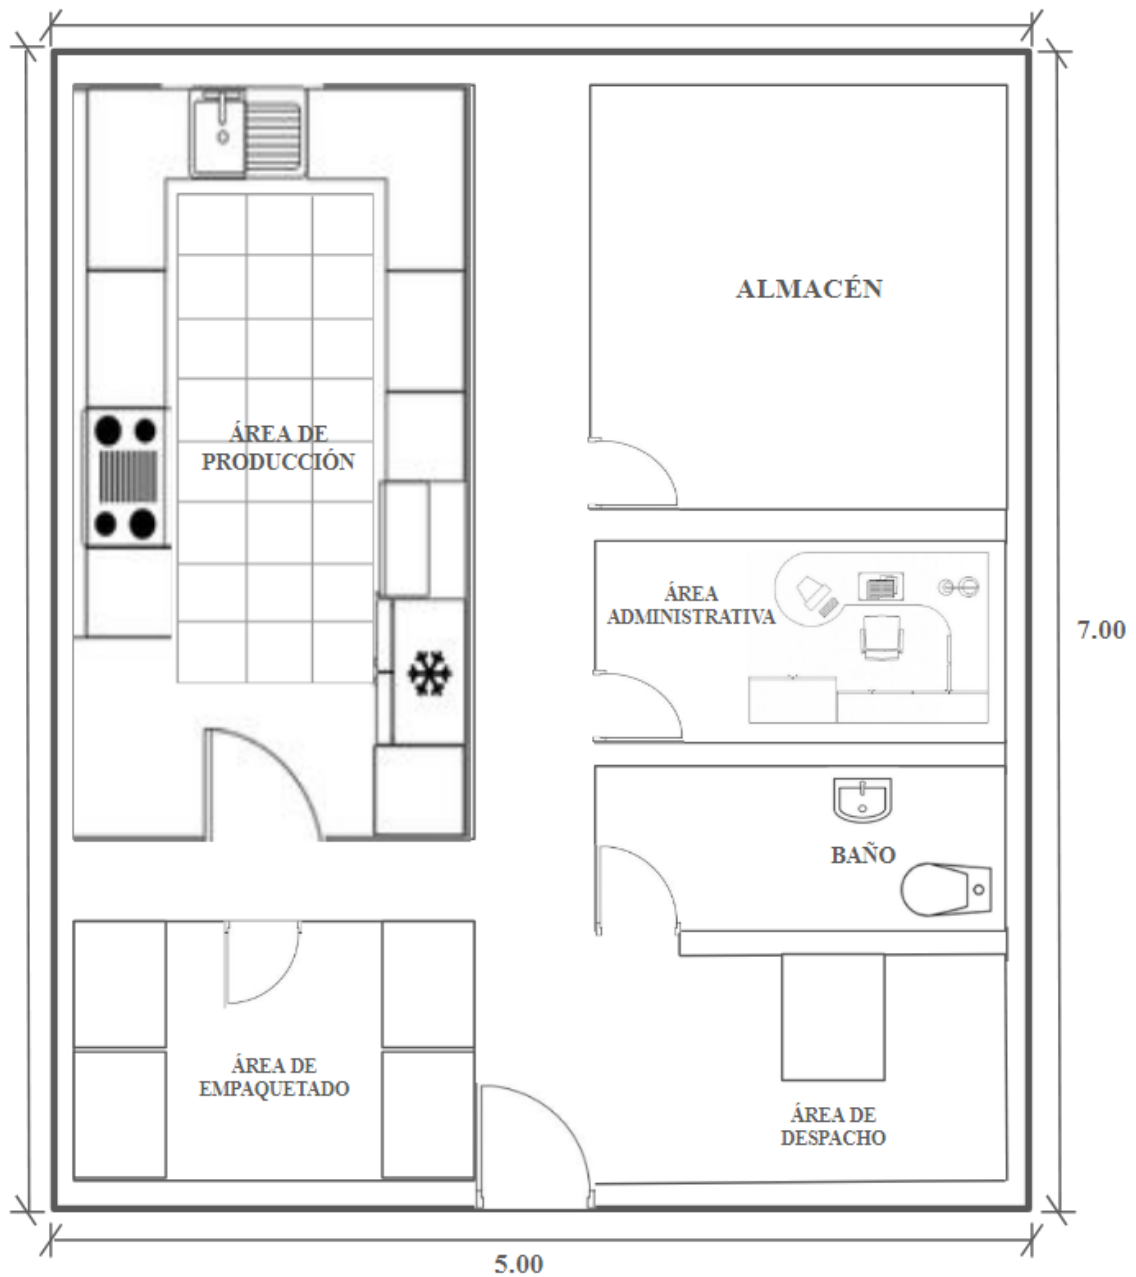 ALMACÉN
ÁREA DE
PRODUCCIÓN
ÁREA
ADMINISTRATIVA
7.00
BAÑO
ÁREA DE
EMPAQUETADO
ÁREA DE
DESPACHO
5.00